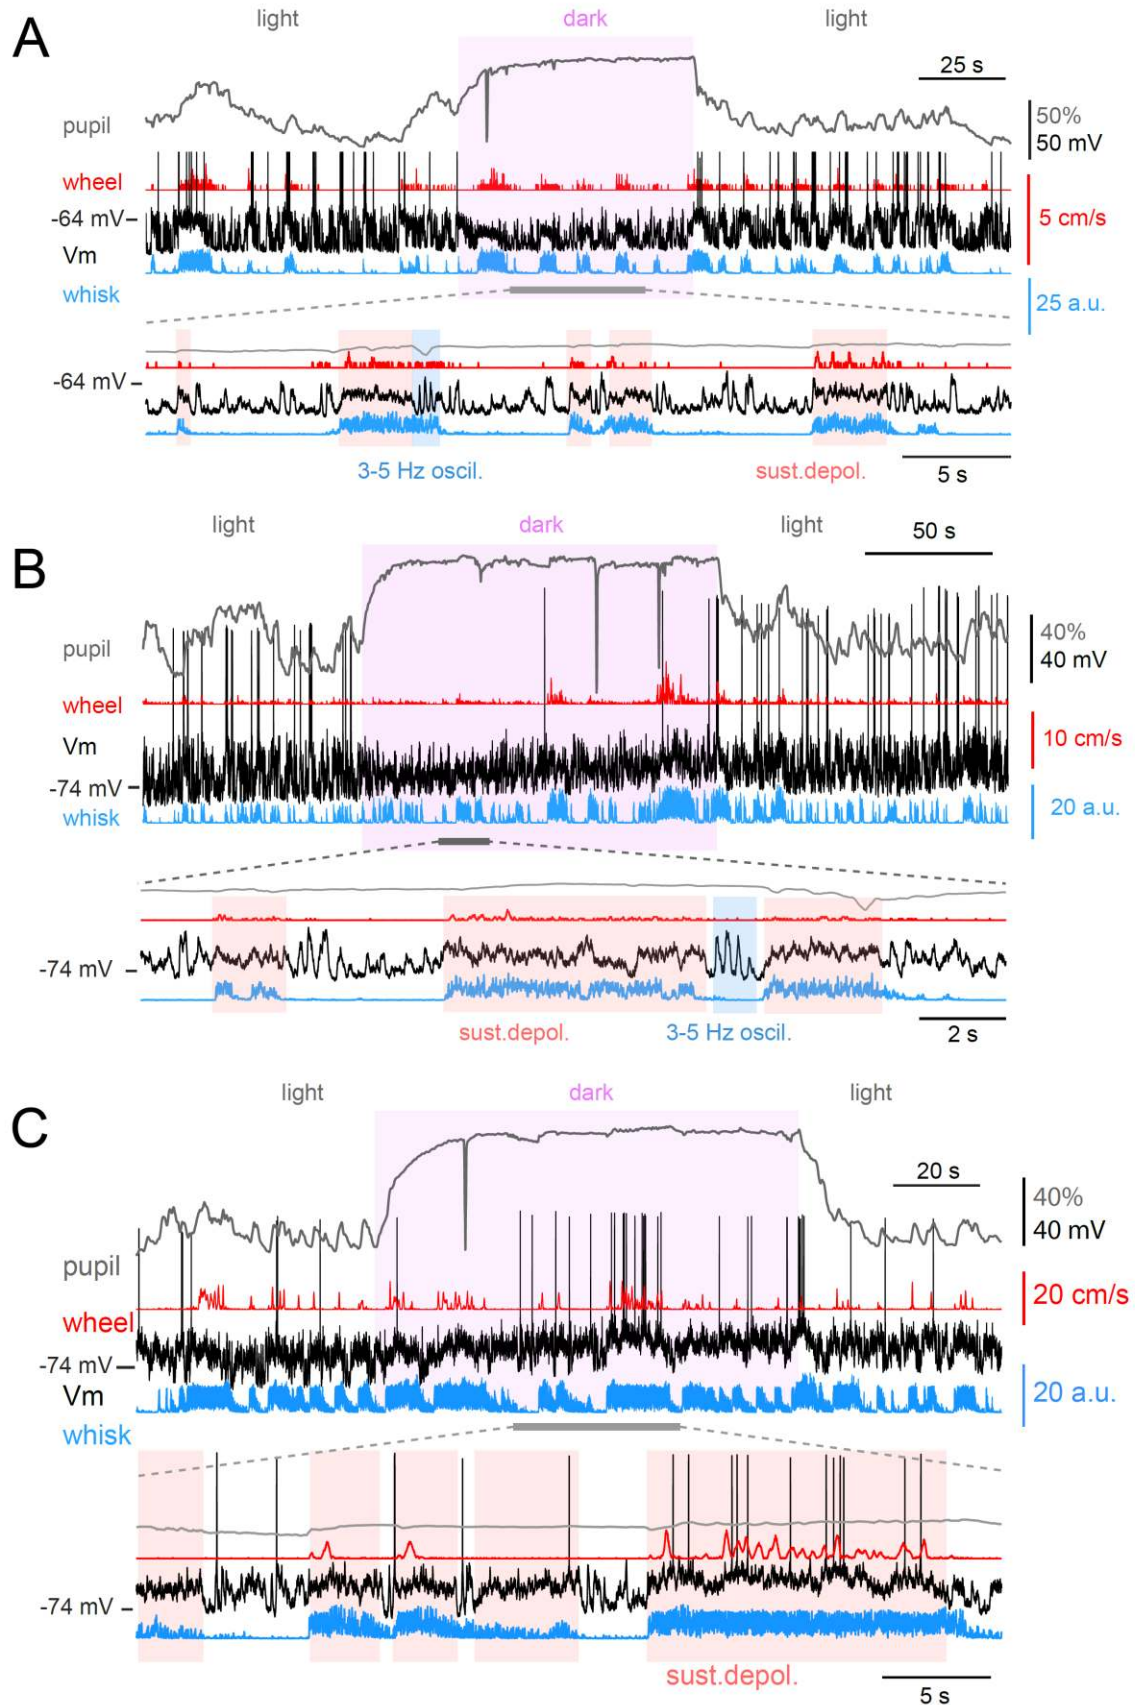 A
light dark light
25 s
pupil
50%
50 mV
wheel
-64 mV
5 cm/s
Vm
whisk
25 a.u.
-64 mV
3-5 Hz oscil. sust.depol. 5 s
B
light dark light 50 s
pupil
40%
40 mV
wheel
Vm
10 cm/s
-74 mV
whisk
20 a.u.
-74 mV
sust.depol. 3-5 Hz oscil. 2 s
C
light dark light
20 s
40%
40 mV
pupil
20 cm/s
wheel
-74 mV
Vm
20 a.u.
whisk
-74 mV
sust.depol.
5 s